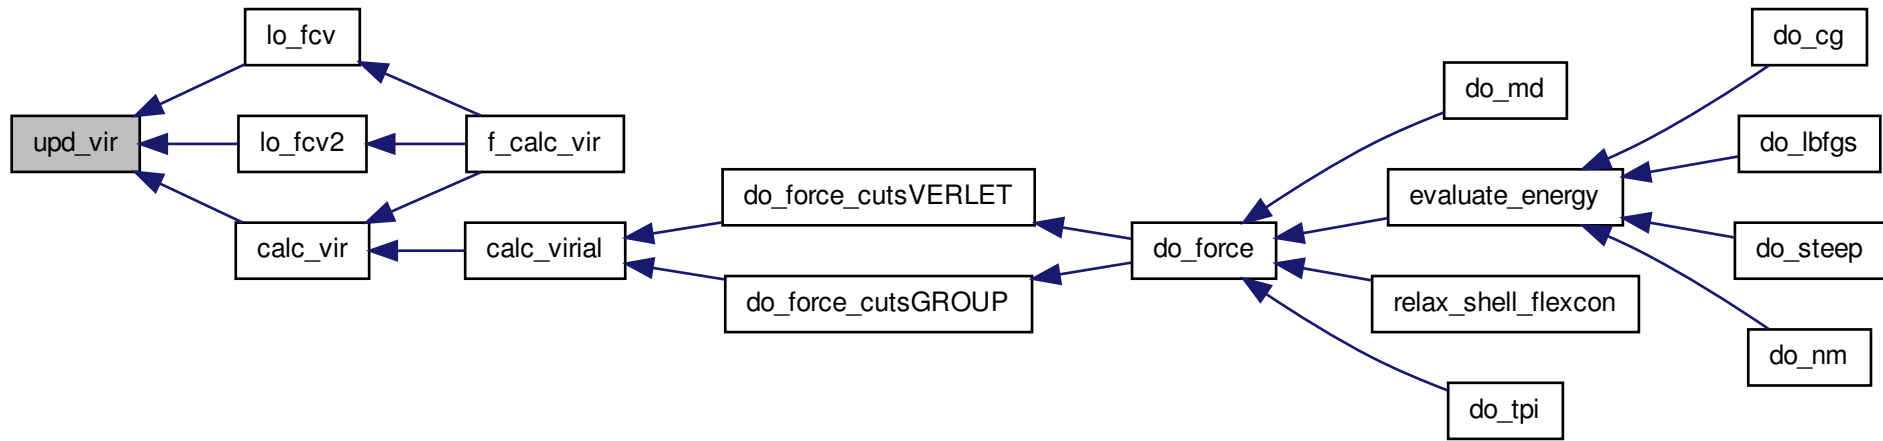 upd_vir
lo_fcv
lo_fcv2
calc_vir
f_calc_vir
calc_virial
do_force_cutsVERLET
do_force_cutsGROUP
do_force
do_md
evaluate_energy
relax_shell_flexcon
do_tpi
do_cg
do_lbfgs
do_steep
do_nm